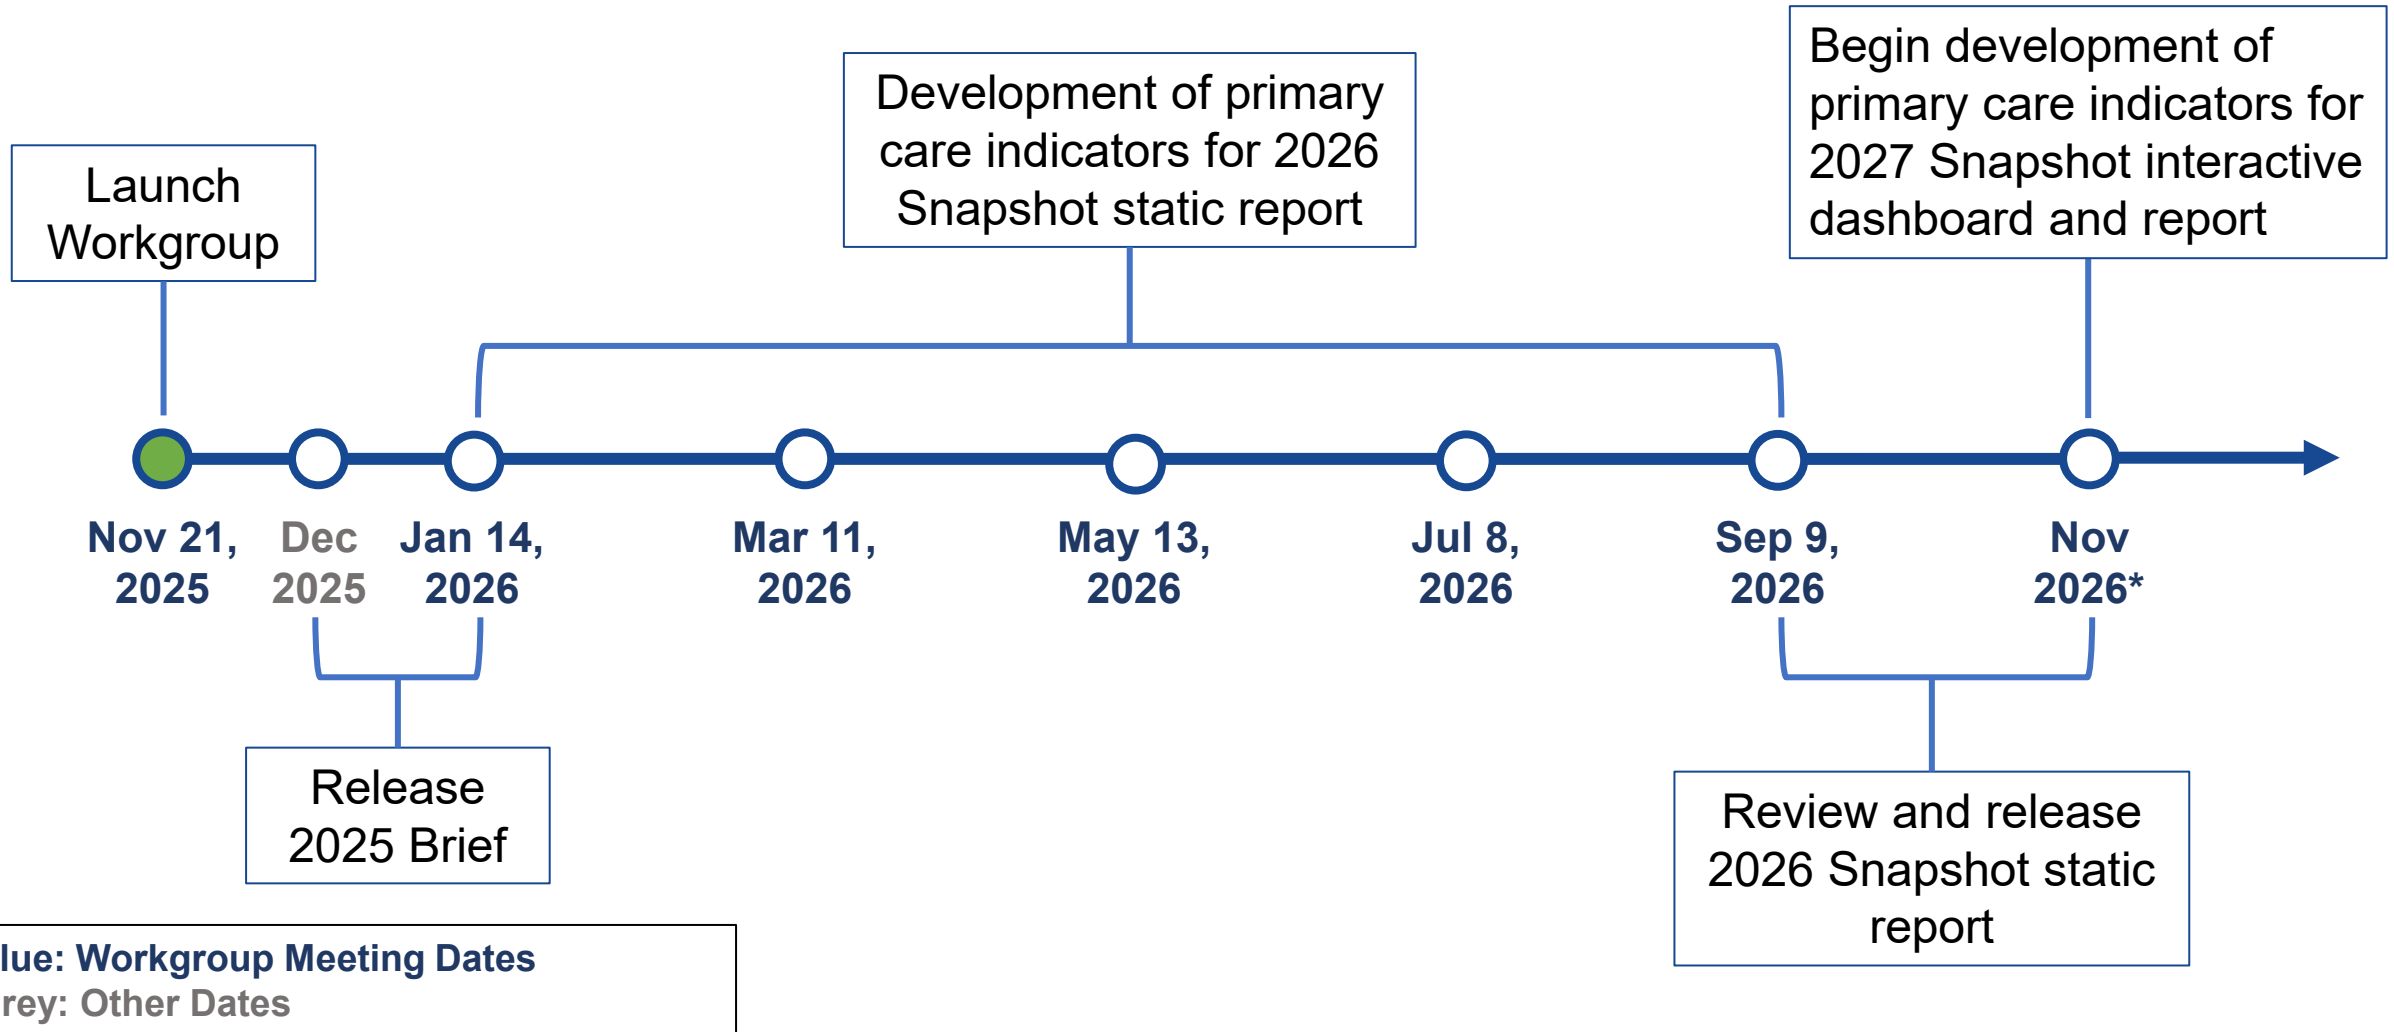 Launch
Workgroup
Development of primary
care indicators for 2026
Snapshot static report
Begin development of
primary care indicators for
2027 Snapshot interactive
dashboard and report
Nov 21,
2025
Dec
2025
Jan 14,
2026
Mar 11,
2026
May 13,
2026
Jul 8,
2026
Sep 9,
2026
Nov
2026*
Release
2025 Brief
Review and release
2026 Snapshot static
report
lue: Workgroup Meeting Dates
rey: Other Dates